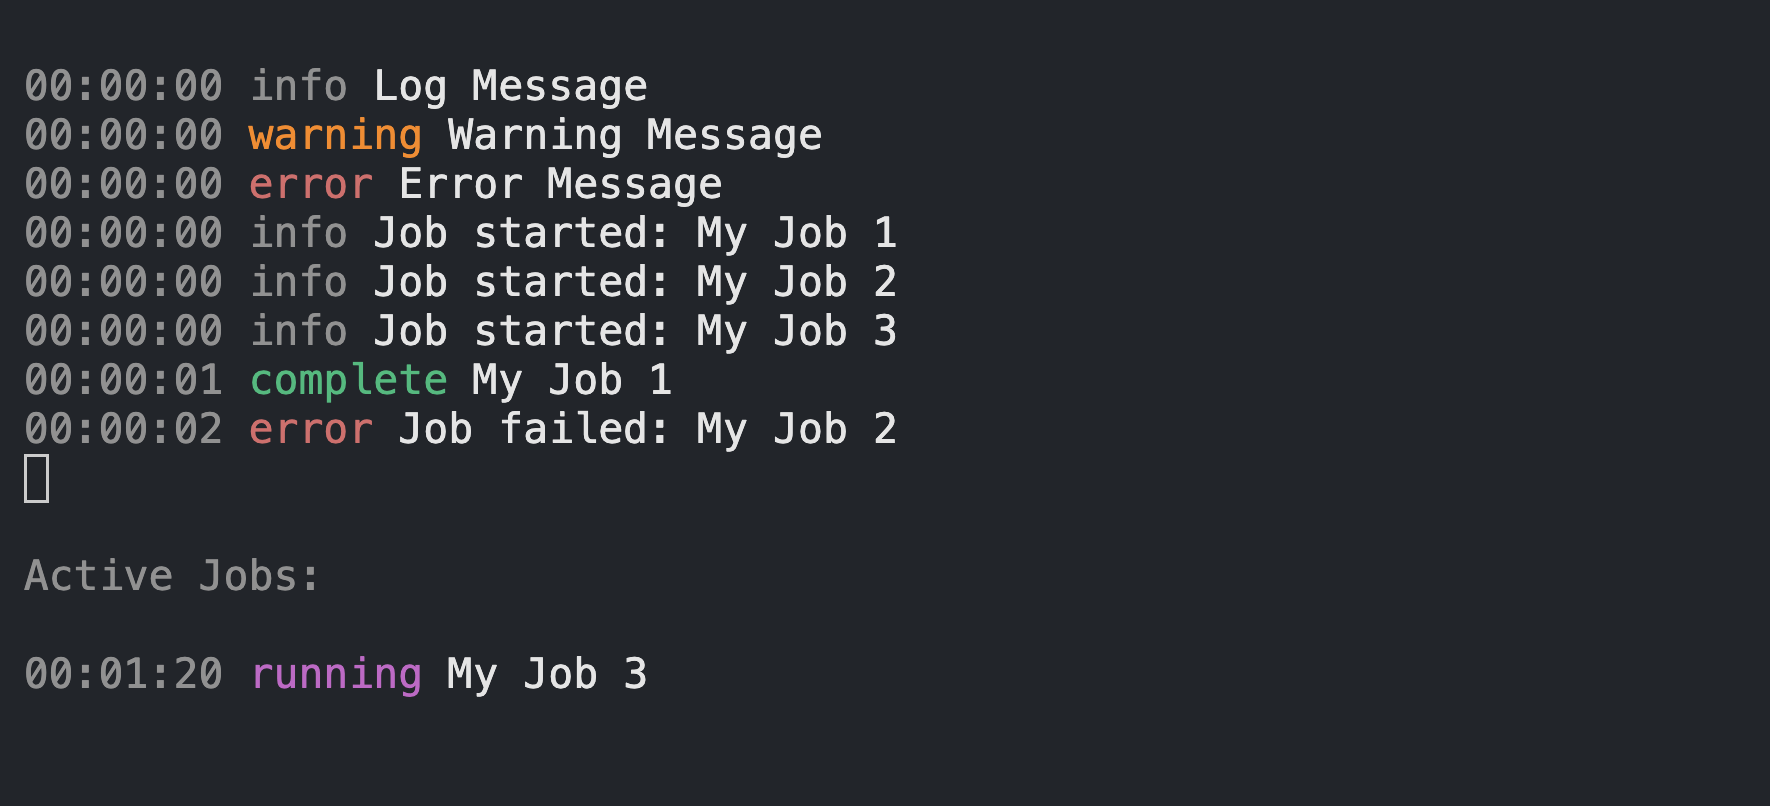 00:00:00 info Log Message
00:00:00 warning Warning Message
00:00:00 error Error Message
00:00:00 info Job started: My Job 1
00:00:00 info Job started: My Job 2
00:00:00 info Job started: My Job 3
00:00:01 complete My Job 1
00:00:02 error Job failed: My Job 2
Active Jobs:
00:01:20 running My Job 3